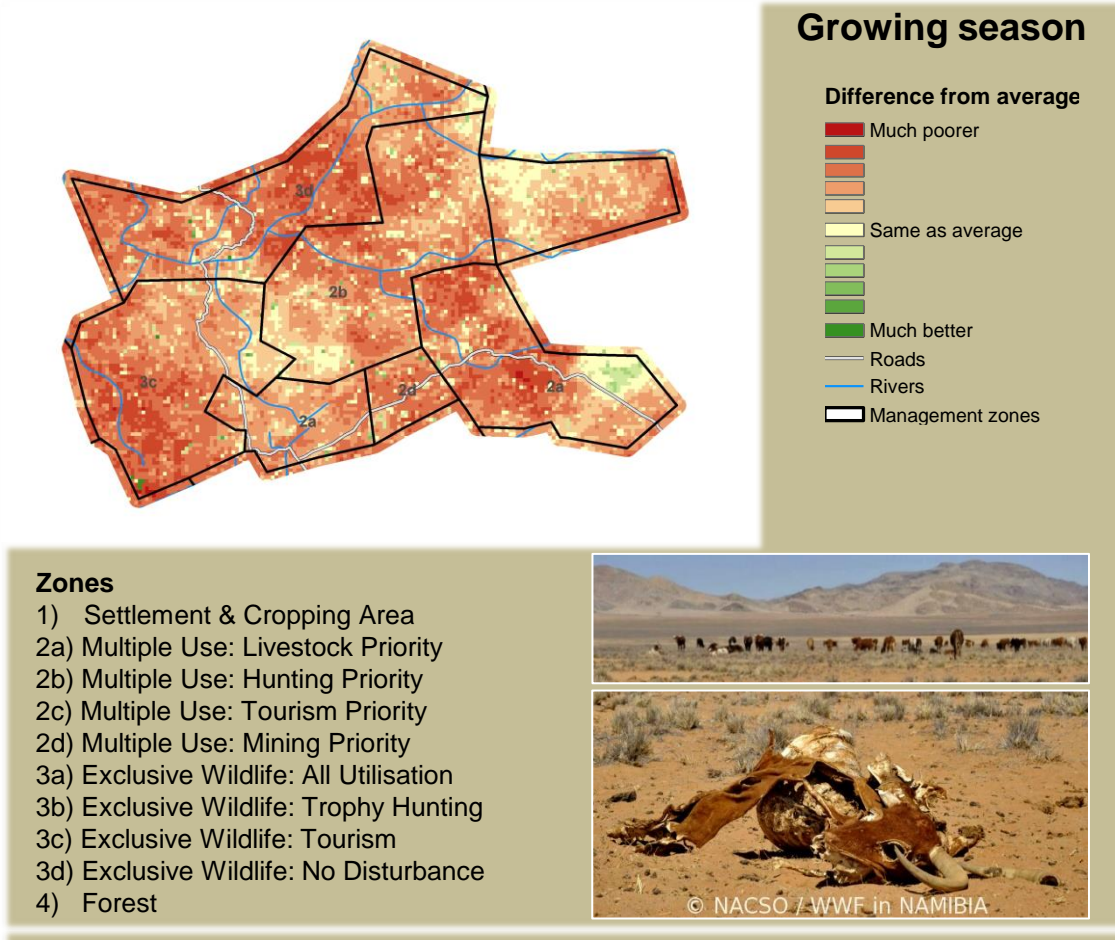 Growing season
Difference from average
Much poorer
Same as average
Much better
Roads
Rivers
Management zones
3d
2b
3c
2d
2a
2a
Zones
1) Settlement & Cropping Area
2a) Multiple Use: Livestock Priority
2b) Multiple Use: Hunting Priority
2c) Multiple Use: Tourism Priority
2d) Multiple Use: Mining Priority
3a) Exclusive Wildlife: All Utilisation
3b) Exclusive Wildlife: Trophy Hunting
3c) Exclusive Wildlife: Tourism
3d) Exclusive Wildlife: No Disturbance
4) Forest
© NACSO / WWF in NAMIBIA